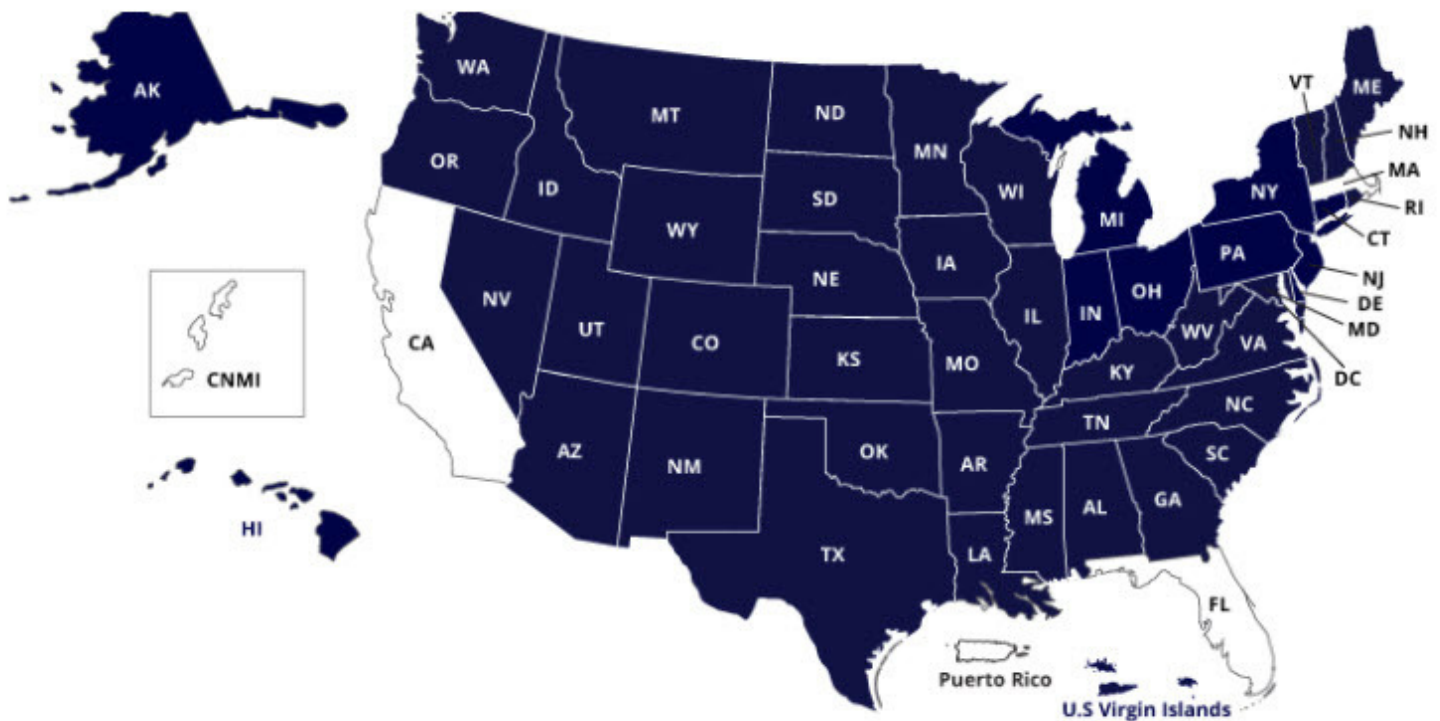 AK
WA
MT
ND
MN
VT
ME
NH
OR
ID
SD
WI
MI
NY
MA
RI
WY
IA
CT
PA
NJ
NV
UT
NE
IL
IN
OH
DE
MD
CA
CO
KS
MO
WV
VA
DC
CNMI
KY
NC
AZ
NM
OK
AR
TN
SC
HI
TX
LA
MS
AL
GA
FL
Puerto Rico
U.S Virgin Islands